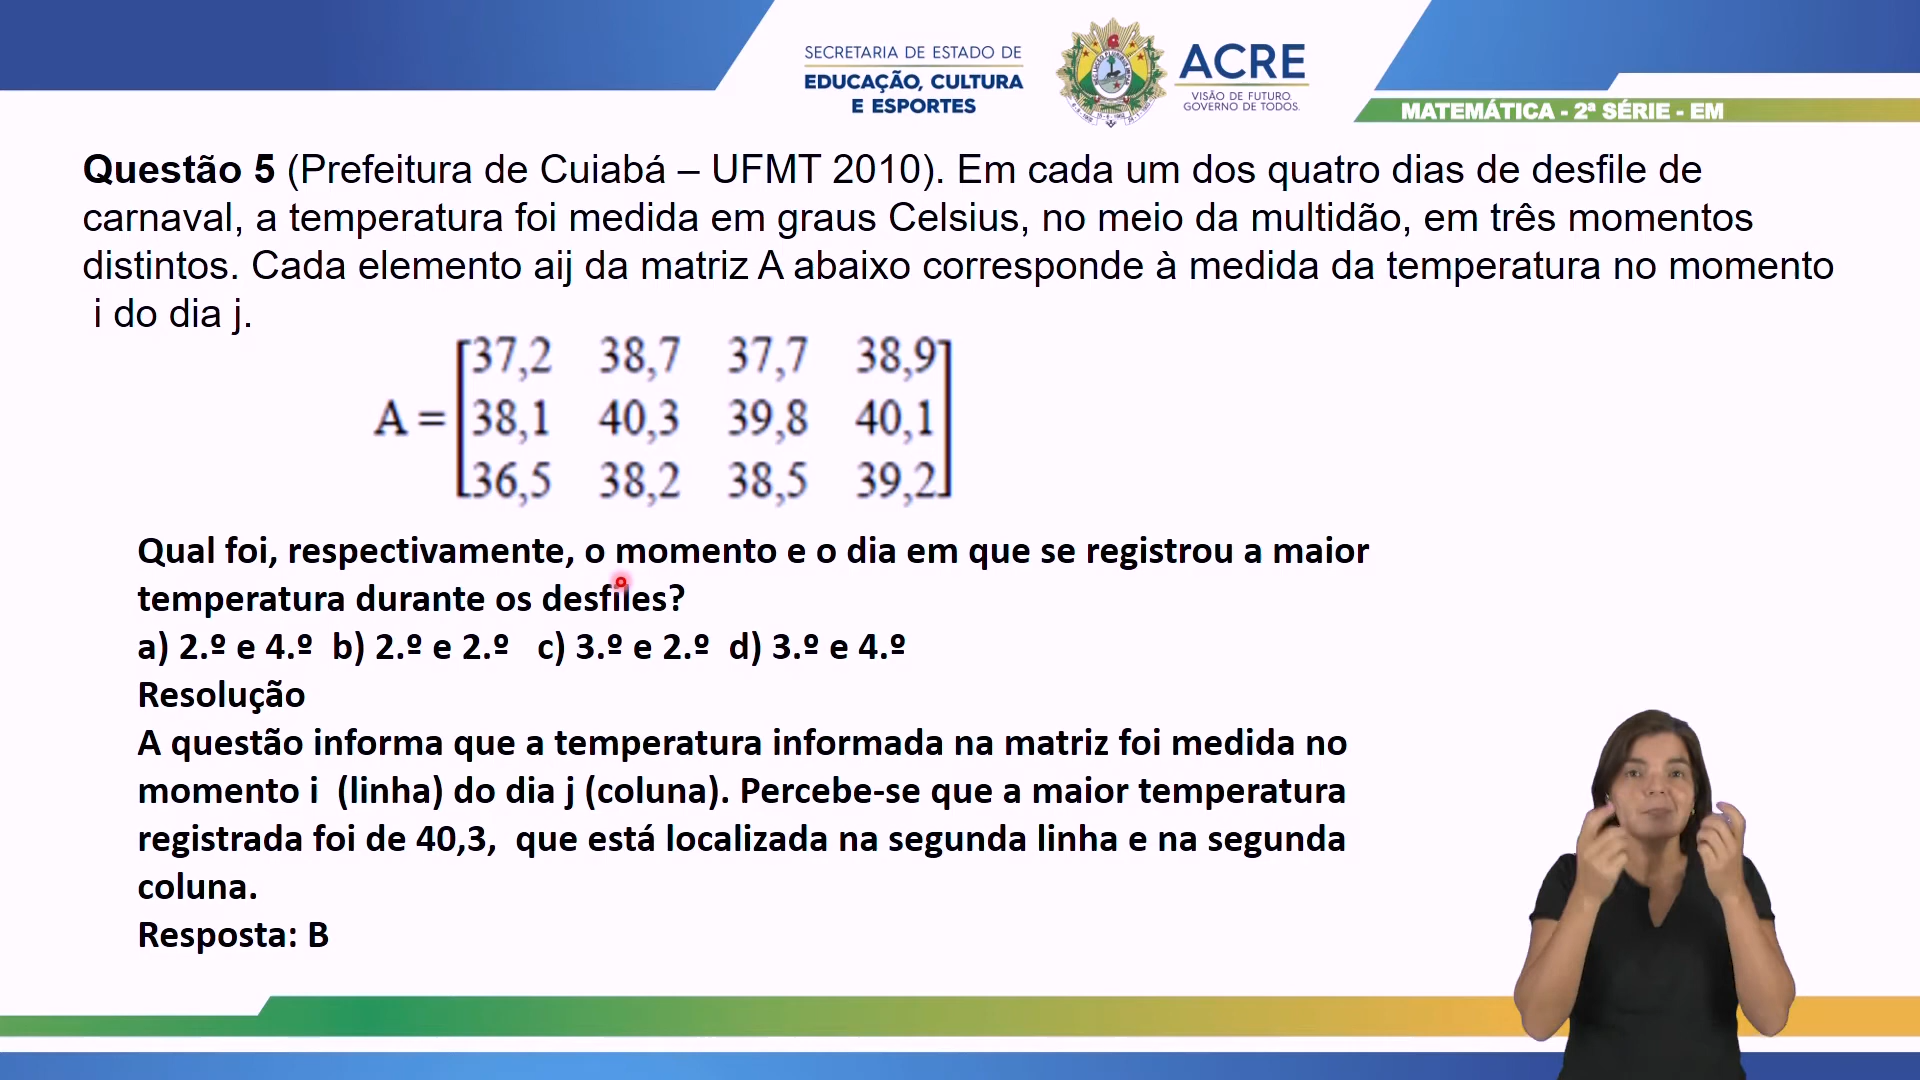 SECRETARIA DE ESTADO DE
EDUCAÇÃO, CULTURA
E ESPORTES
ACRE
VISÃO DE FUTURO.
GOVERNO DE TODOS.
MATEMÁTICA - 2ª SÉRIE - EM
Questão 5 (Prefeitura de Cuiabá – UFMT 2010). Em cada um dos quatro dias de desfile de
carnaval, a temperatura foi medida em graus Celsius, no meio da multidão, em três momentos
distintos. Cada elemento aij da matriz A abaixo corresponde à medida da temperatura no momento
i do dia j.
37,2 38,7 37,7 38,9
A = 38,1 40,3 39,8 40,1
36,5 38,2 38,5 39,2
Qual foi, respectivamente, o momento e o dia em que se registrou a maior
temperatura durante os desfiles?
a) 2.º e 4.º b) 2.º e 2.º c) 3.º e 2.º d) 3.º e 4.º
Resolução
A questão informa que a temperatura informada na matriz foi medida no
momento i (linha) do dia j (coluna). Percebe-se que a maior temperatura
registrada foi de 40,3, que está localizada na segunda linha e na segunda
coluna.
Resposta: B